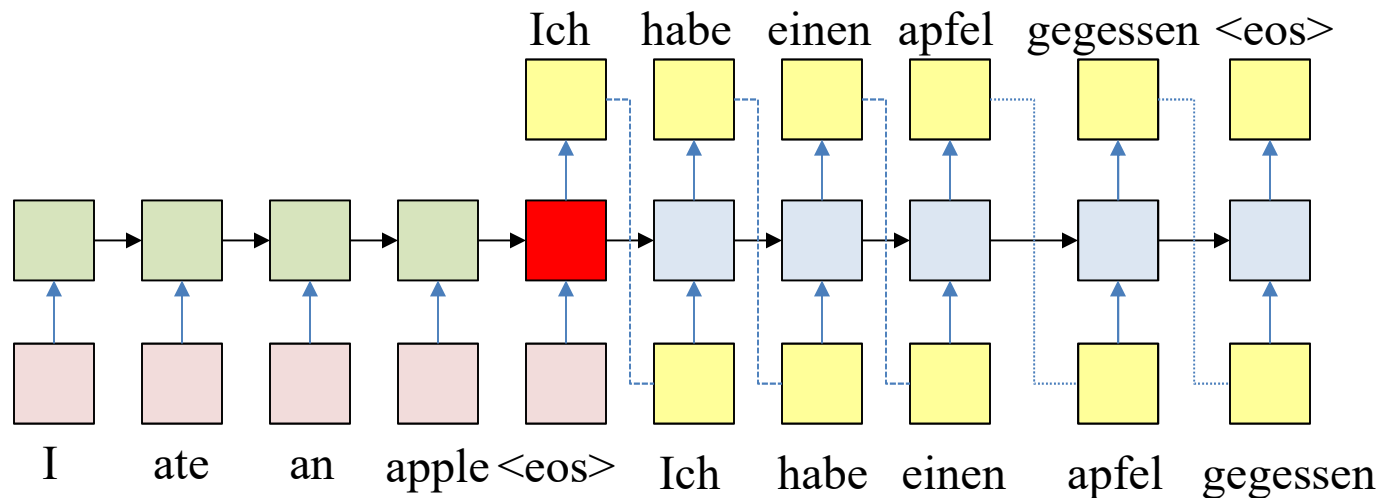 Ich habe einen apfel gegessen <eos>
I ate an apple <eos> Ich habe einen apfel gegessen